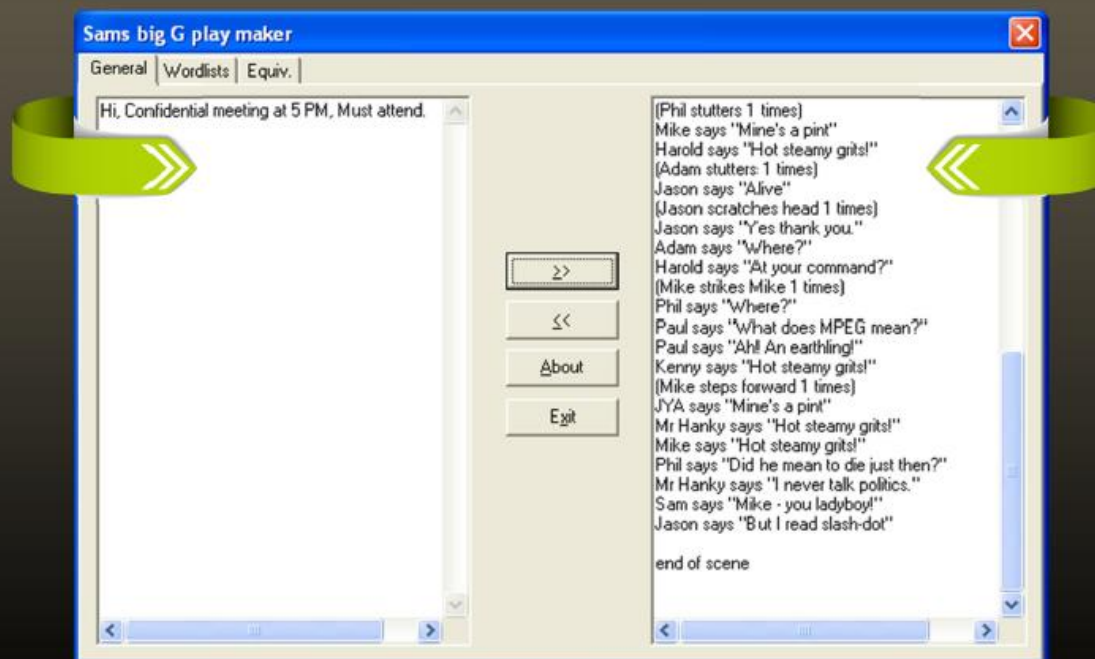 Sams big G play maker
General Wordlists Equiv.
Hi, Confidential meeting at 5 PM, Must attend.
>>
<<
About
Exit
(Phil stutters 1 times)
Mike says "Mine's a pint"
Harold says "Hot steamy grits!"
(Adam stutters 1 times)
Jason says "Alive"
(Jason scratches head 1 times)
Jason says "Yes thank you."
Adam says "Where?"
Harold says "At your command?"
(Mike strikes Mike 1 times)
Phil says "Where?"
Paul says "What does MPEG mean?"
Paul says "Ah!! An earthling!"
Kenny says "Hot steamy grits!"
(Mike steps forward 1 times)
JYA says "Mine's a pint"
Mr Hanky says "Hot steamy grits!"
Mike says "Hot steamy grits!"
Phil says "Did he mean to die just then?"
Mr Hanky says "I never talk politics."
Sam says "Mike - you ladyboy!"
Jason says "But I read slash-dot"
end of scene